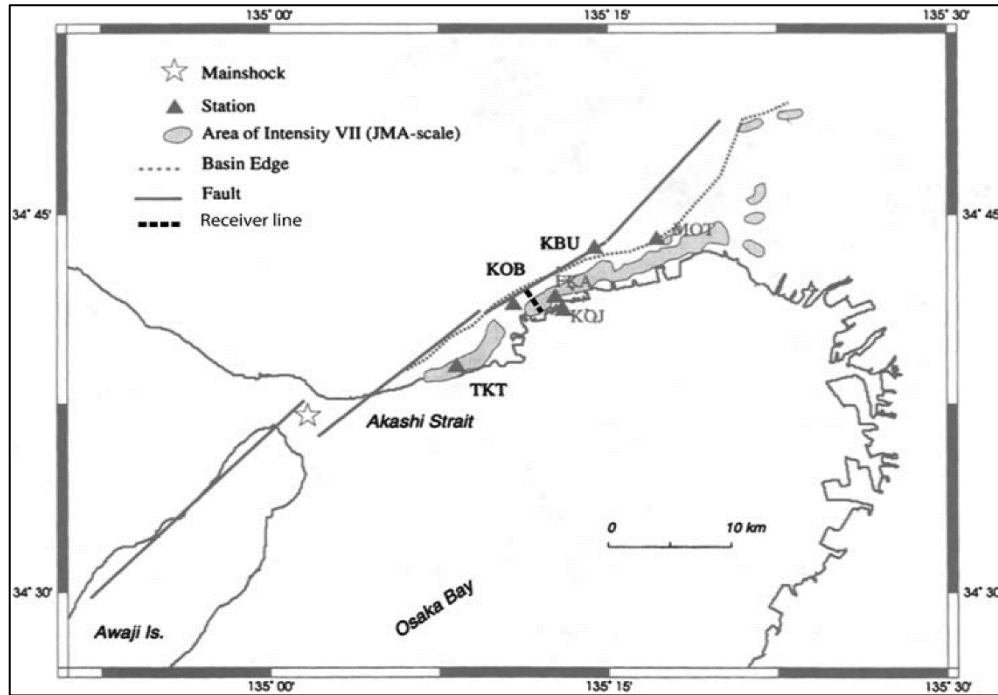 135° 00'
135° 15'
135° 30'
Mainshock
Station
Area of Intensity VII (JMA-scale)
Basin Edge
Fault
Receiver line
34° 45'
34° 45'
KBU
MOT
KOB
FKA
KOJ
TKT
Akashi Strait
0
10 km
34° 30'
34° 30'
Osaka Bay
Awaji Is.
135° 00'
135° 15'
135° 30'